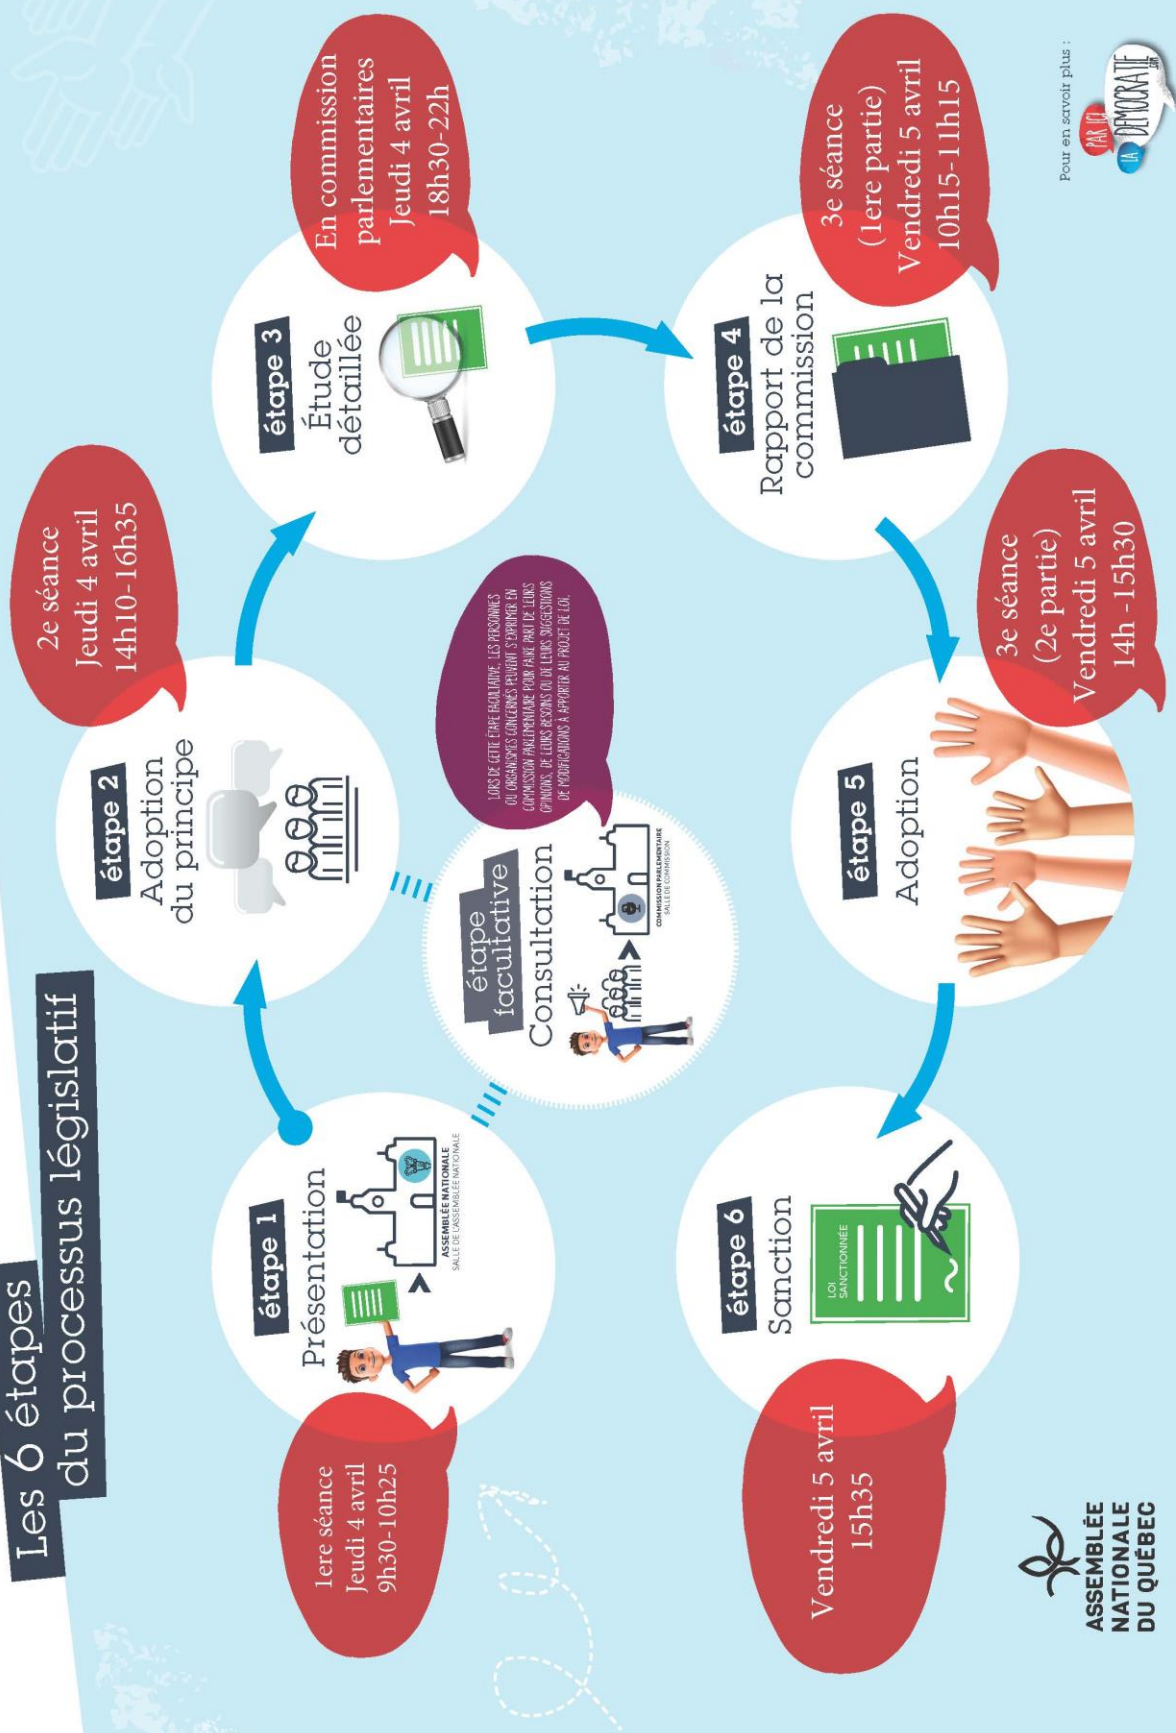 Les 6 étapes
du processus législatif
étape 1
Présentation
ASSEMBLÉE NATIONALE
SALLE DE L'ASSEMBLÉE NATIONALE
1ere séance
Jeudi 4 avril
9h30-10h25
étape 2
Adoption
du principe
2e séance
Jeudi 4 avril
14h10-16h35
étape
facultative
Consultation
COMMISSION PARLEMENTAIRE
SALLE DE COMMISSION
LORS DE CETTE ÉTAPE FACULTATIVE, LES PERSONNES
OU ORGANISMES CONCERNÉS PEUVENT S'EXPRIMER EN
COMMISSION PARLEMENTAIRE POUR FAIRE PART DE LEURS
OPINIONS, DE LEURS BESOINS OU DE LEURS SUGGESTIONS
DE MODIFICATIONS À APPORTER AU PROJET DE LOI.
étape 3
Étude
détaillée
En commission
parlementaires
Jeudi 4 avril
18h30-22h
étape 4
Rapport de la
commission
3e séance
(1ere partie)
Vendredi 5 avril
10h15-11h15
étape 5
Adoption
3e séance
(2e partie)
Vendredi 5 avril
14h -15h30
étape 6
Sanction
LOI
SANCTIONNÉE
Vendredi 5 avril
15h35
ASSEMBLÉE
NATIONALE
DU QUÉBEC
Pour en savoir plus :
PAR ICI
LA DÉMOCRATIE
.COM